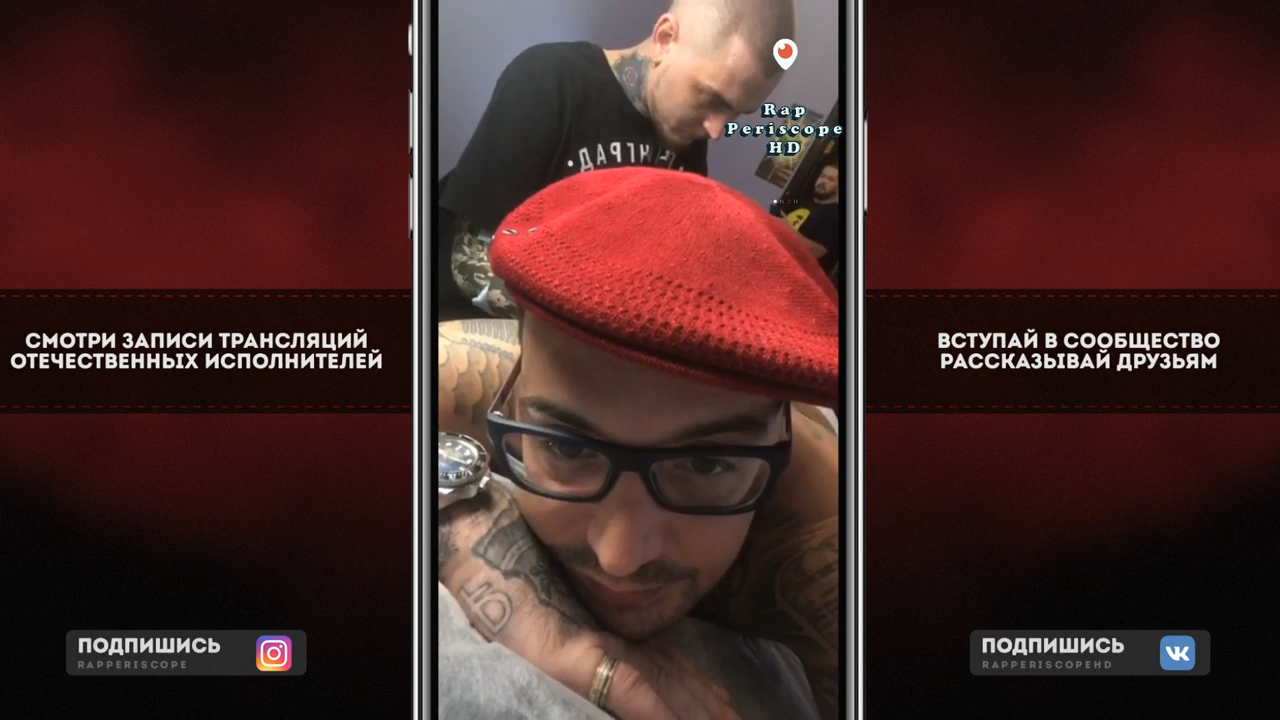 Rap
Periscope
HD
СМОТРИ ЗАПИСИ ТРАНСЛЯЦИЙ
ОТЕЧЕСТВЕННЫХ ИСПОЛНИТЕЛЕЙ
ВСТУПАЙ В СООБЩЕСТВО
РАССКАЗЫВАЙ ДРУЗЬЯМ
ПОДПИШИСЬ
RAPPERISCOPE
ПОДПИШИСЬ
RAPPERISCOPEHD